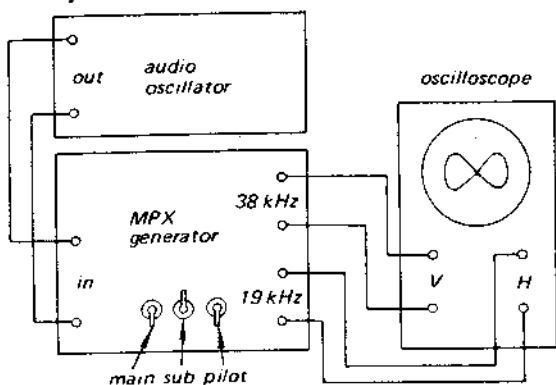 out
audio
oscillator
oscilloscope
MPX
generator
38 kHz
in
19 kHz
V
H
main sub pilot